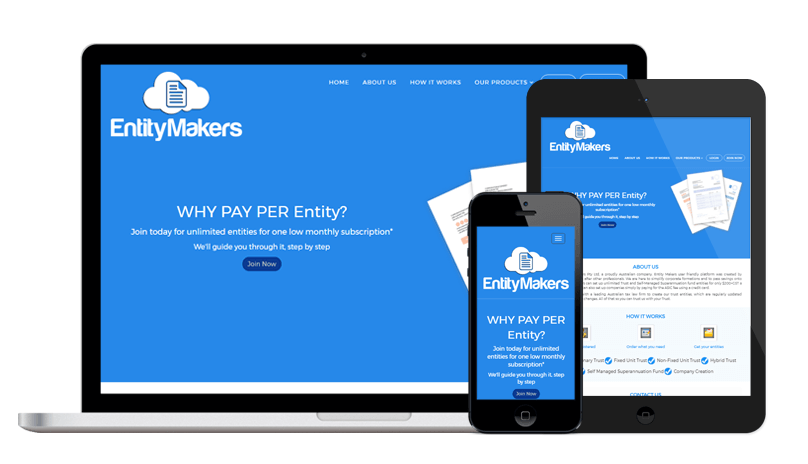 HOME ABOUT US HOW IT WORKS OUR PRODUCTS
EntityMakers
WHY PAY PER Entity?
Join today for unlimited entities for one low monthly subscription*
We'll guide you through it, step by step
Join Now
EntityMakers
WHY PAY PER
Entity?
Join today for unlimited
entities for one low monthly
subscription*
We'll guide you through it, step
by step
Join Now
EntityMakers
HOME ABOUT US HOW IT WORKS OUR PRODUCTS LOGIN JOIN NOW
WHY PAY PER Entity?
for unlimited entities for one low monthly
subscription*
guide you through it, step by step
Join Now
ABOUT US
HOW IT WORKS
Order what you need
Get your entities
Trust Fixed Unit Trust Non-Fixed Unit Trust Hybrid Trust
Self Managed Superannuation Fund Company Creation
CONTACT US